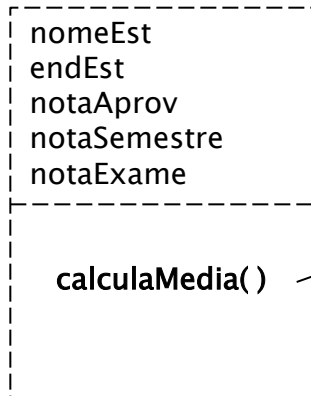 nomeEst
endEst
notaAprov
notaSemestre
notaExame
calculaMedia( )